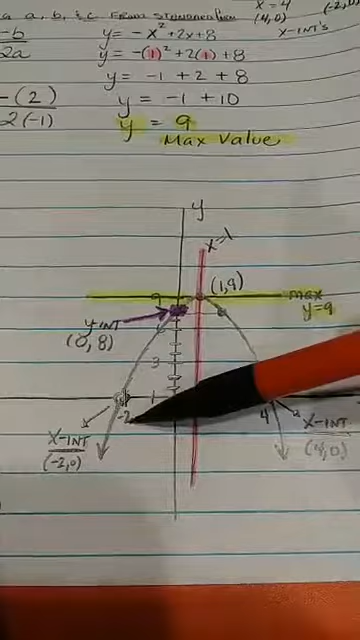 a, b, & c FROM STANDARD
x = 4
(4,0)
(-2,0)
x-INT's
-b
2a
y = -x² + 2x + 8
y = -(1)² + 2(1) + 8
y = -1 + 2 + 8
-(2)
2(-1)
y = -1 + 10
y = 9
Max Value
y
x=1
(1,9)
9
max
y=9
y INT
(0, 8)
3
1
-2
4
X-INT
(-2,0)
X-INT
(4,0)